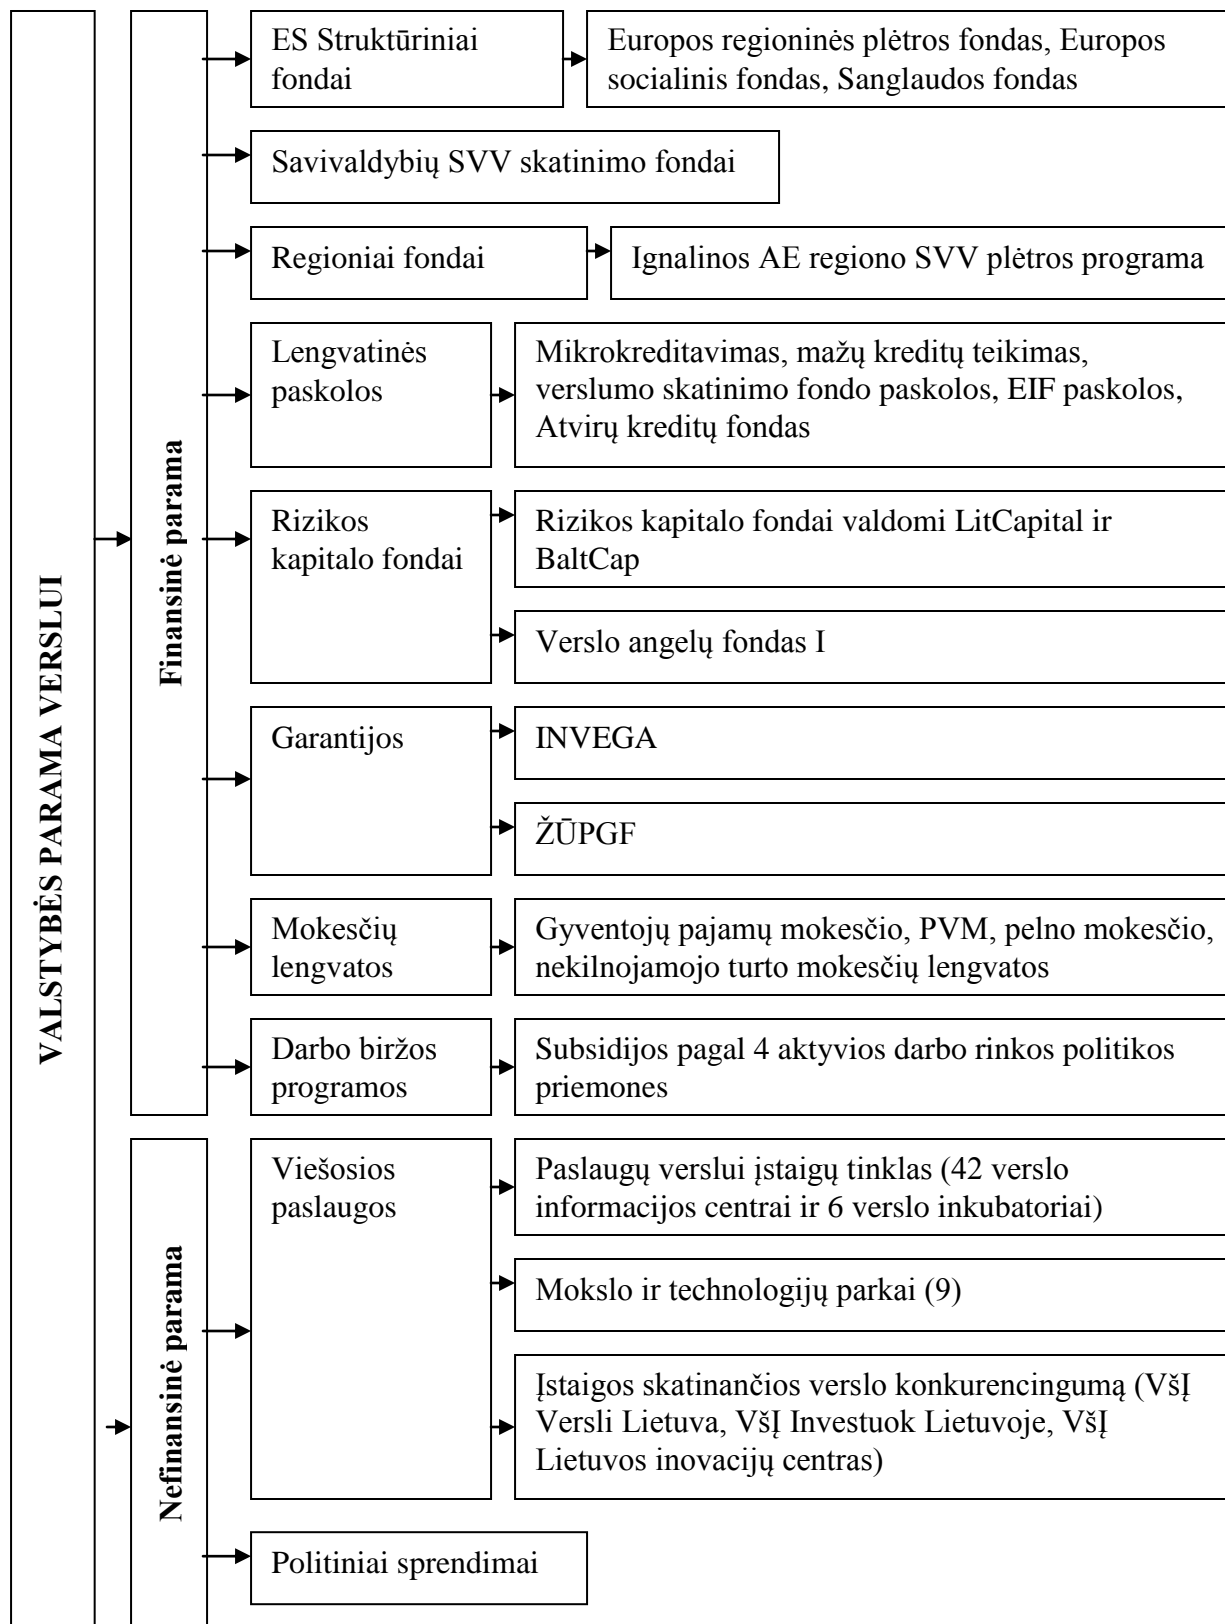 VALSTYBĖS PARAMA VERSLUI
Finansinė parama
ES Struktūriniai
fondai
Europos regioninės plėtros fondas, Europos
socialinis fondas, Sanglaudos fondas
Savivaldybių SVV skatinimo fondai
Regioniai fondai
Ignalinos AE regiono SVV plėtros programa
Lengvatinės
paskolos
Mikrokreditavimas, mažų kreditų teikimas,
verslumo skatinimo fondo paskolos, EIF paskolos,
Atvirų kreditų fondas
Rizikos
kapitalo fondai
Rizikos kapitalo fondai valdomi LitCapital ir
BaltCap
Verslo angelų fondas I
Garantijos
INVEGA
ŽŪPGF
Mokesčių
lengvatos
Gyventojų pajamų mokesčio, PVM, pelno mokesčio,
nekilnojamojo turto mokesčių lengvatos
Darbo biržos
programos
Subsidijos pagal 4 aktyvios darbo rinkos politikos
priemones
Nefinansinė parama
Viešosios
paslaugos
Paslaugų verslui įstaigų tinklas (42 verslo
informacijos centrai ir 6 verslo inkubatoriai)
Mokslo ir technologijų parkai (9)
Įstaigos skatinančios verslo konkurencingumą (VšĮ
Versli Lietuva, VšĮ Investuok Lietuvoje, VšĮ
Lietuvos inovacijų centras)
Politiniai sprendimai